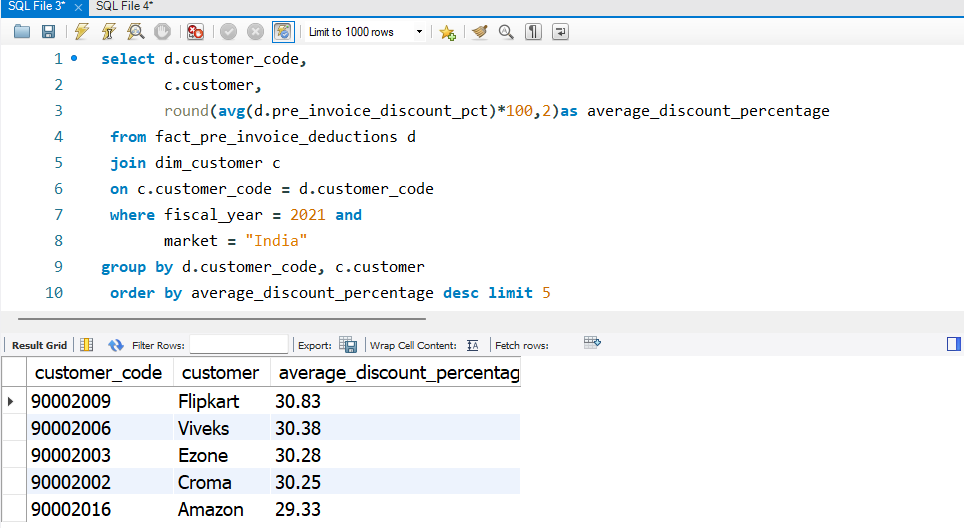 SQL File 3* × SQL File 4*
Limit to 1000 rows
1 select d.customer_code,
2 c.customer,
3 round(avg(d.pre_invoice_discount_pct)*100,2)as average_discount_percentage
4 from fact_pre_invoice_deductions d
5 join dim_customer c
6 on c.customer_code = d.customer_code
7 where fiscal_year = 2021 and
8 market = "India"
9 group by d.customer_code, c.customer
10 order by average_discount_percentage desc limit 5
Result Grid Filter Rows: Export: Wrap Cell Content: Fetch rows:
customer_code customer average_discount_percentag
90002009 Flipkart 30.83
90002006 Viveks 30.38
90002003 Ezone 30.28
90002002 Croma 30.25
90002016 Amazon 29.33